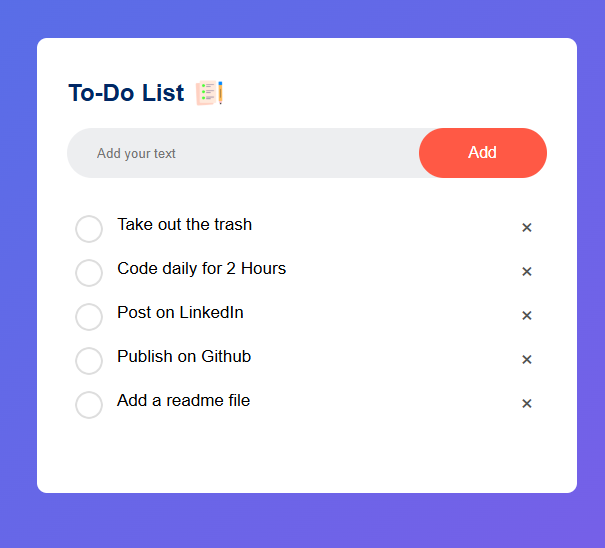 To-Do List
Add your text
Add
Take out the trash
×
Code daily for 2 Hours
×
Post on LinkedIn
×
Publish on Github
×
Add a readme file
×